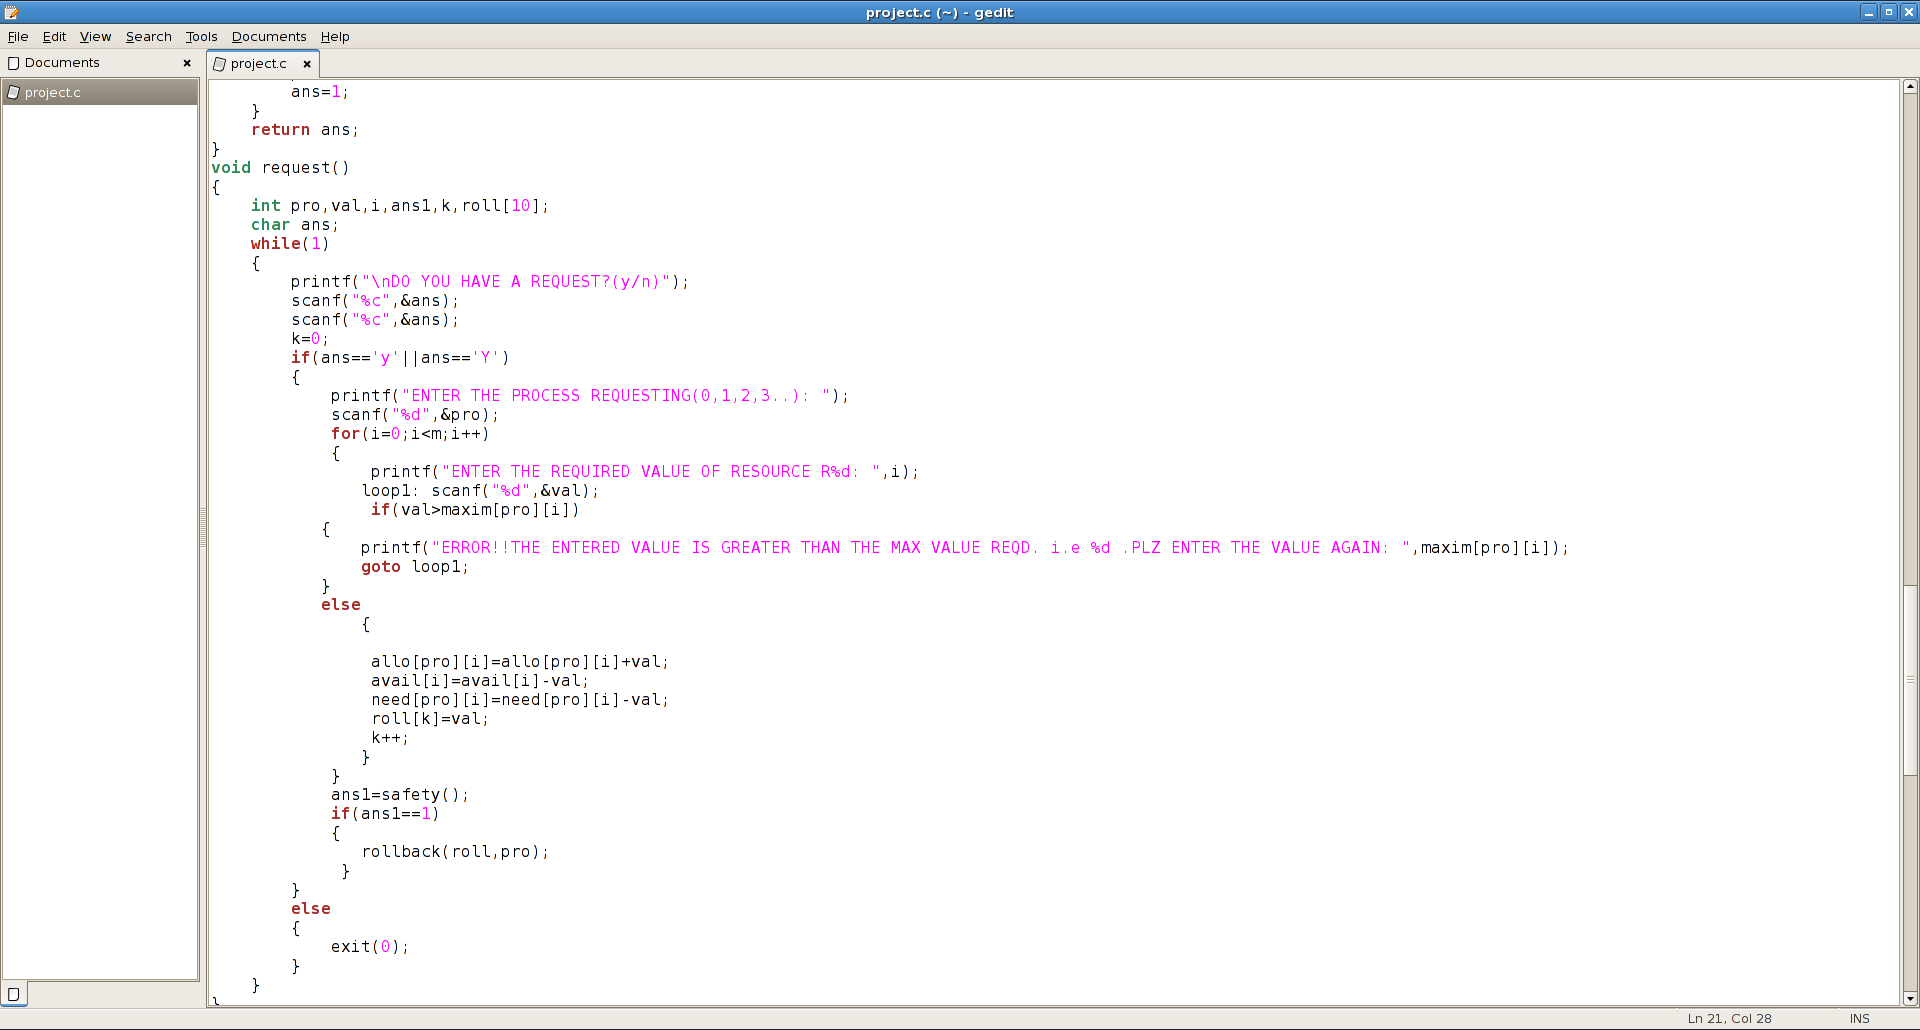 project.c (~) - gedit
File Edit View Search Tools Documents Help
Documents
project.c
project.c
ans=1;
}
return ans;
}
void request()
{
int pro,val,i,ans1,k,roll[10];
char ans;
while(1)
{
printf("\nDO YOU HAVE A REQUEST?(y/n)");
scanf("%c",&ans);
scanf("%c",&ans);
k=0;
if(ans=='y'||ans=='Y')
{
printf("ENTER THE PROCESS REQUESTING(0,1,2,3..): ");
scanf("%d",&pro);
for(i=0;i<m;i++)
{
printf("ENTER THE REQUIRED VALUE OF RESOURCE R%d: ",i);
loop1: scanf("%d",&val);
if(val>maxim[pro][i])
{
printf("ERROR!!THE ENTERED VALUE IS GREATER THAN THE MAX VALUE REQD. i.e %d .PLZ ENTER THE VALUE AGAIN: ",maxim[pro][i]);
goto loop1;
}
else
{
allo[pro][i]=allo[pro][i]+val;
avail[i]=avail[i]-val;
need[pro][i]=need[pro][i]-val;
roll[k]=val;
k++;
}
}
ans1=safety();
if(ans1==1)
{
rollback(roll,pro);
}
}
else
{
exit(0);
}
}
}
Ln 21, Col 28 INS